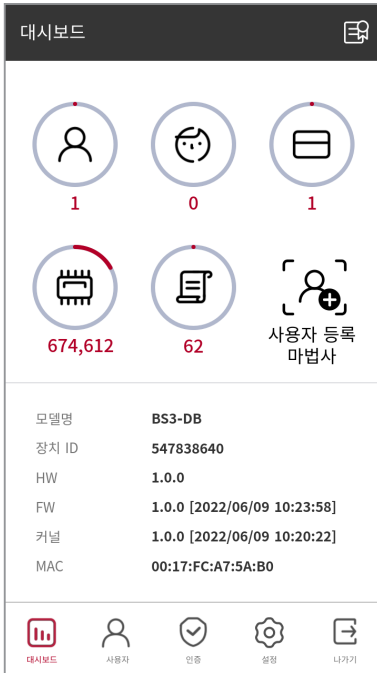 대시보드
1
0
1
674,612
62
사용자 등록
마법사
모델명 BS3-DB
장치 ID 547838640
HW 1.0.0
FW 1.0.0 [2022/06/09 10:23:58]
커널 1.0.0 [2022/06/09 10:20:22]
MAC 00:17:FC:A7:5A:B0
대시보드
사용자
인증
설정
나가기